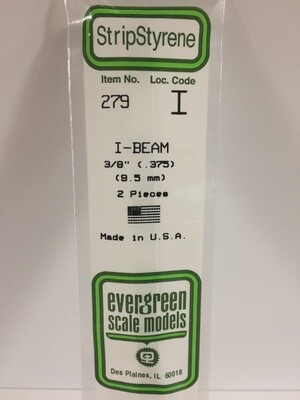 StripStyrene
Item No. Loc. Code
279 I
I-BEAM
3/8" (.375)
(9.5 mm)
2 Pieces
Made in U.S.A.
evergreen
scale models
Des Plaines, IL 60018